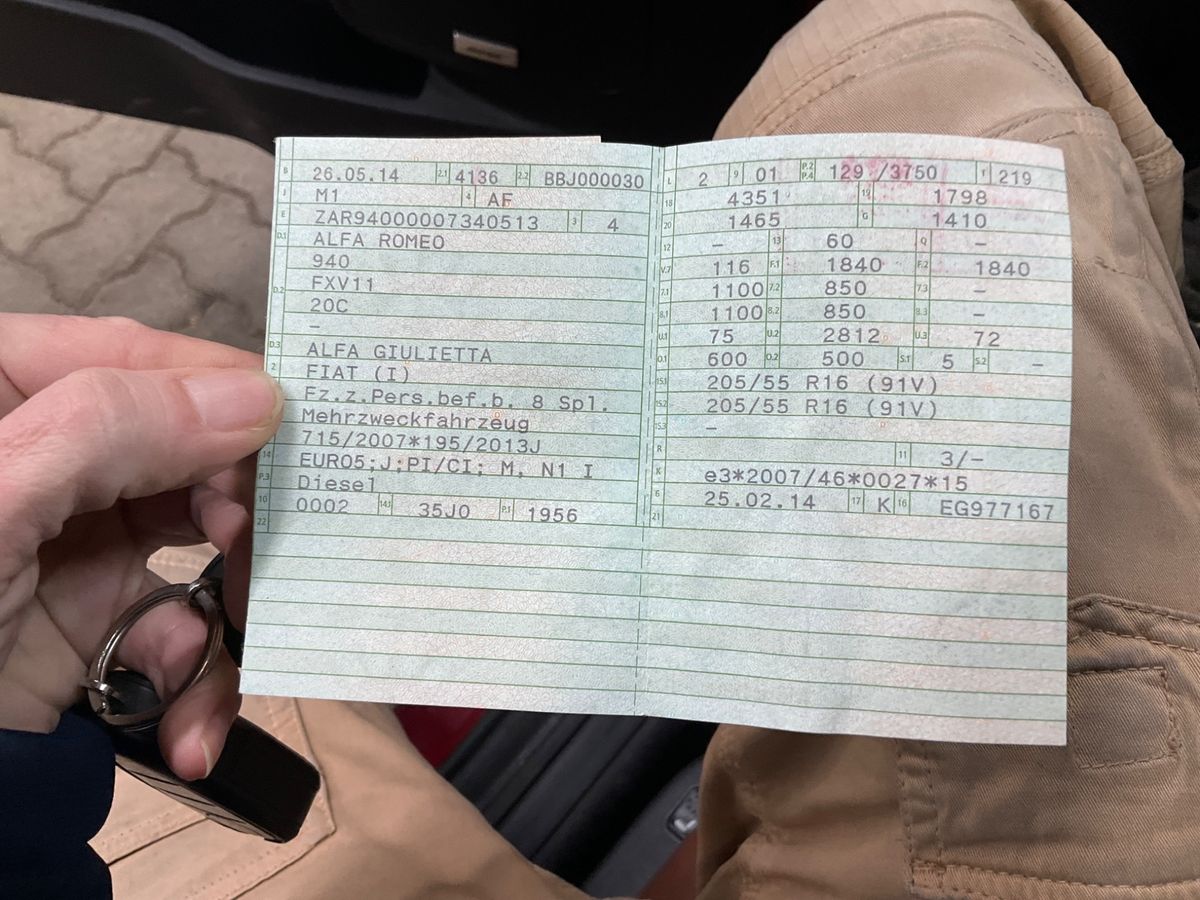 B 26.05.14 2.1 4136 2.2 BBJ000030
J M1 4 AF
E ZAR94000007340513 3 4
D.1 ALFA ROMEO
940
D.2 FXV11
20C
–
D.3 ALFA GIULIETTA
2 FIAT (I)
Fz.z.Pers.bef.b. 8 Spl.
Mehrzweckfahrzeug
715/2007*195/2013J
14 EURO5;J;PI/CI; M, N1 I
P.3 Diesel
10 0002 14.1 35J0 P.1 1956
22
L 2 9 01 P.2 P.4 129 /3750 T 219
18 4351 19 1798
20 1465 G 1410
12 – 13 60 Q –
V.7 116 F.1 1840 F.2 1840
7.1 1100 7.2 850 7.3 –
8.1 1100 8.2 850 8.3 –
U.1 75 U.2 2812 U.3 72
O.1 600 O.2 500 S.1 5 S.2 –
15.1 205/55 R16 (91V)
15.2 205/55 R16 (91V)
15.3 –
R 11 3/–
K e3*2007/46*0027*15
6 25.02.14 17 K 16 EG977167
21